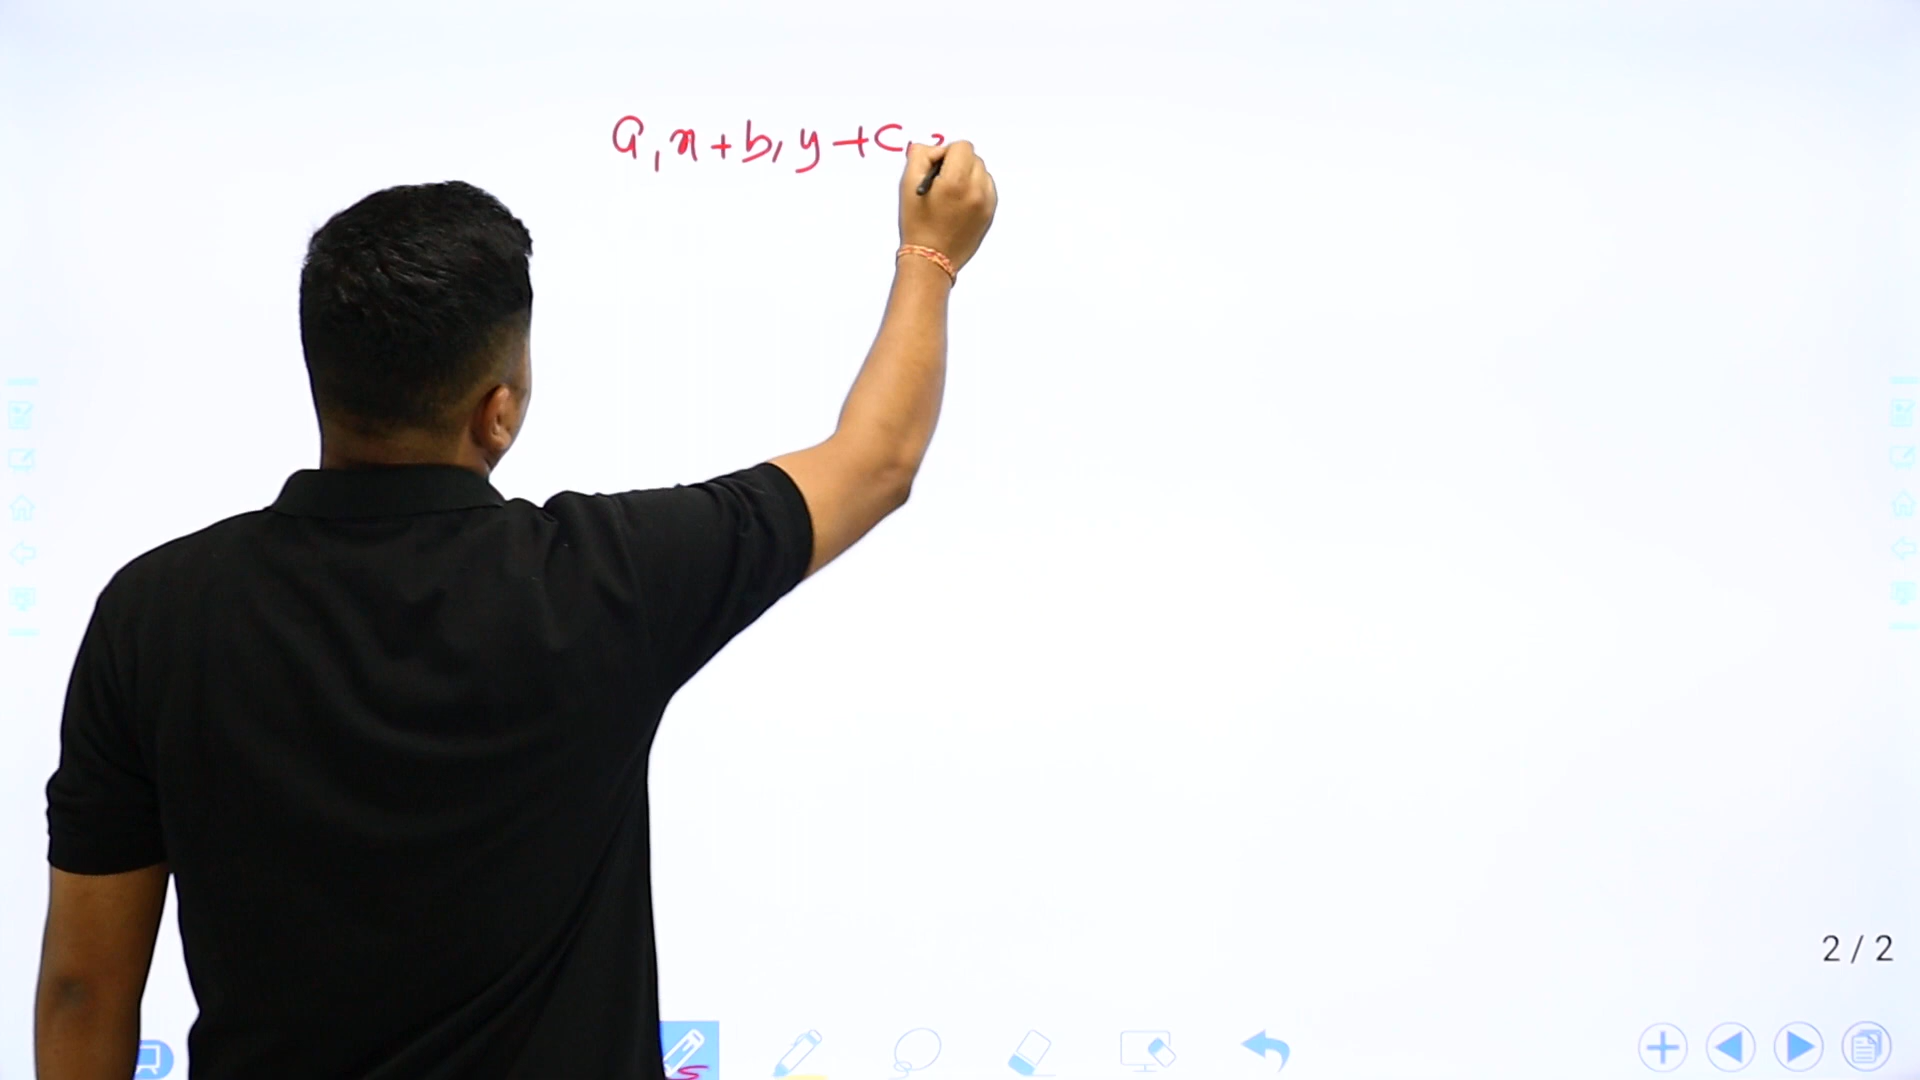 a₁x + b₁y + c₁
2 / 2